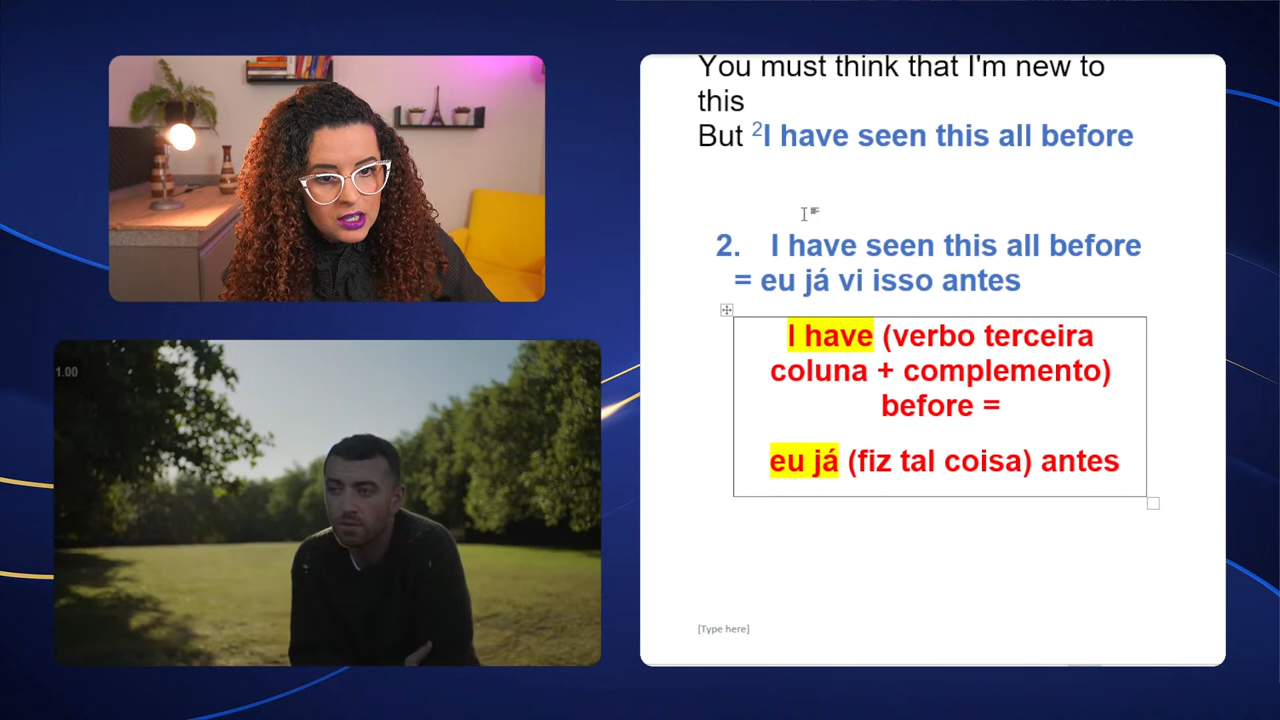 You must think that I'm new to
this
But ²I have seen this all before
2. I have seen this all before
= eu já vi isso antes
I have (verbo terceira
coluna + complemento)
before =
eu já (fiz tal coisa) antes
[Type here]
1.00